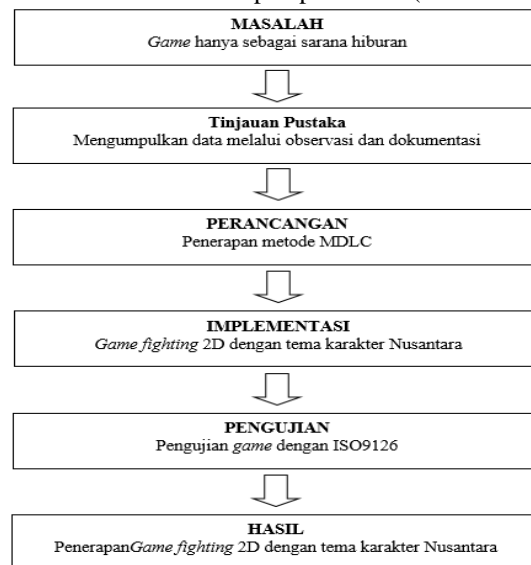 MASALAH
Game hanya sebagai sarana hiburan
Tinjauan Pustaka
Mengumpulkan data melalui observasi dan dokumentasi
PERANCANGAN
Penerapan metode MDLC
IMPLEMENTASI
Game fighting 2D dengan tema karakter Nusantara
PENGUJIAN
Pengujian game dengan ISO9126
HASIL
PenerapanGame fighting 2D dengan tema karakter Nusantara